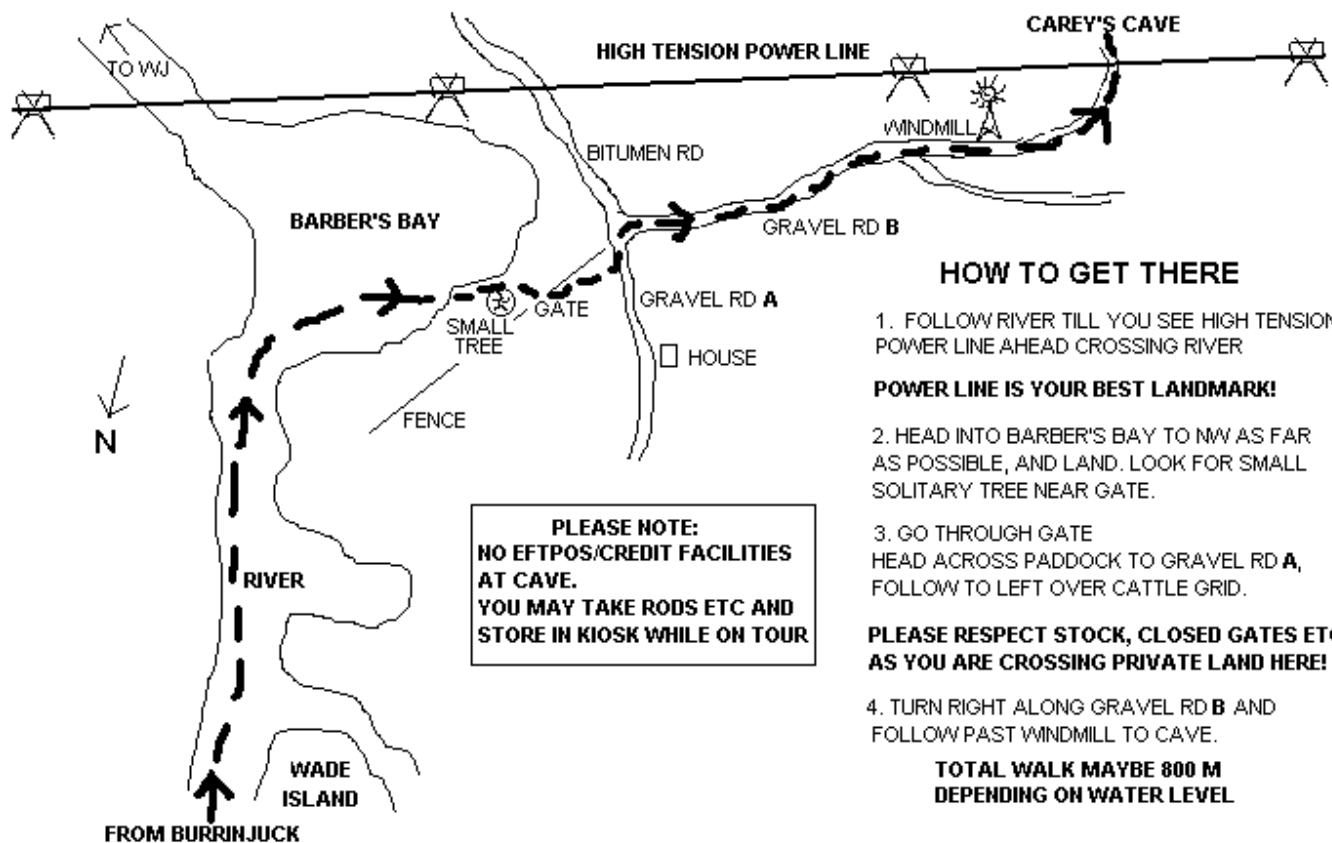 CAREY'S CAVE
HIGH TENSION POWER LINE
TO WJ
WINDMILL
BITUMEN RD
BARBER'S BAY
GRAVEL RD B
HOW TO GET THERE
GRAVEL RD A
GATE
SMALL
TREE
HOUSE
FENCE
N
1. FOLLOW RIVER TILL YOU SEE HIGH TENSION
POWER LINE AHEAD CROSSING RIVER
POWER LINE IS YOUR BEST LANDMARK!
2. HEAD INTO BARBER'S BAY TO NW AS FAR
AS POSSIBLE, AND LAND. LOOK FOR SMALL
SOLITARY TREE NEAR GATE.
3. GO THROUGH GATE
HEAD ACROSS PADDOCK TO GRAVEL RD A,
FOLLOW TO LEFT OVER CATTLE GRID.
PLEASE RESPECT STOCK, CLOSED GATES ETC
AS YOU ARE CROSSING PRIVATE LAND HERE!
4. TURN RIGHT ALONG GRAVEL RD B AND
FOLLOW PAST WINDMILL TO CAVE.
TOTAL WALK MAYBE 800 M
DEPENDING ON WATER LEVEL
PLEASE NOTE:
NO EFTPOS/CREDIT FACILITIES
AT CAVE.
YOU MAY TAKE RODS ETC AND
STORE IN KIOSK WHILE ON TOUR
RIVER
WADE
ISLAND
FROM BURRINJUCK